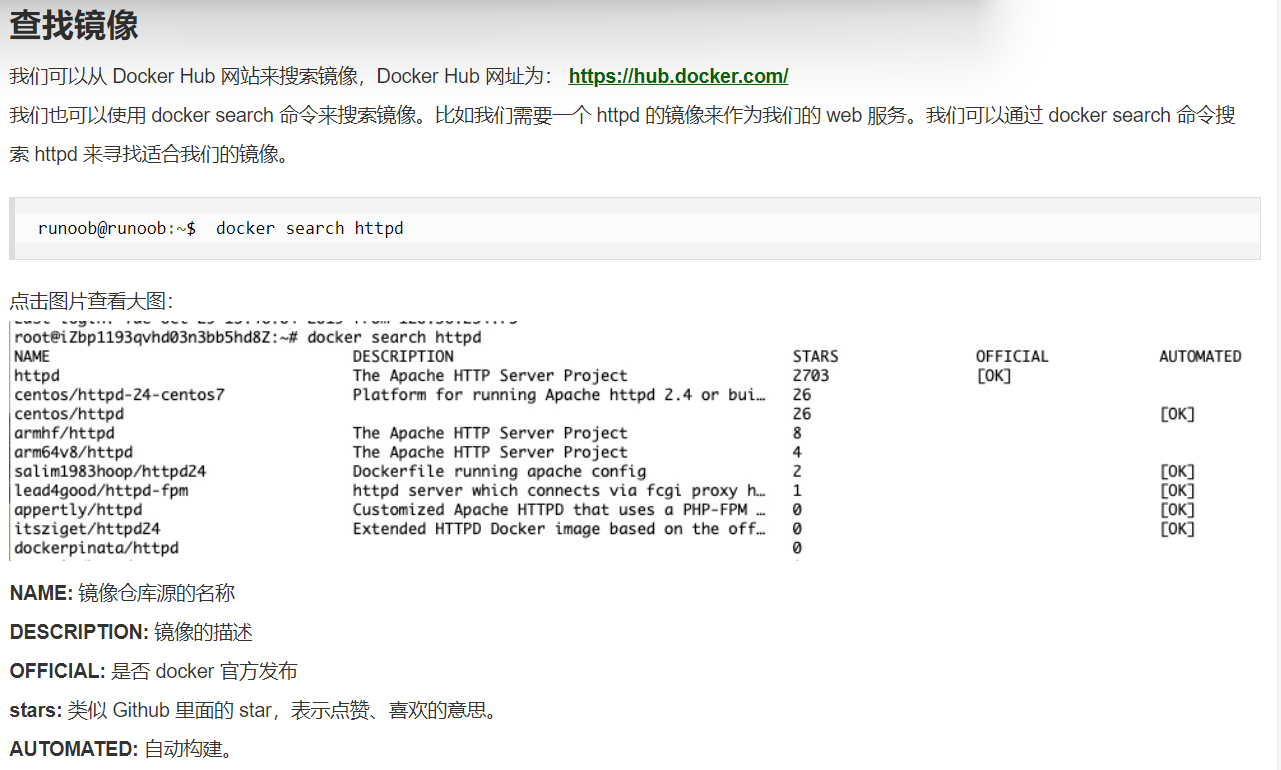 查找镜像
我们可以从 Docker Hub 网站来搜索镜像，Docker Hub 网址为： https://hub.docker.com/
我们也可以使用 docker search 命令来搜索镜像。比如我们需要一个 httpd 的镜像来作为我们的 web 服务。我们可以通过 docker search 命令搜
索 httpd 来寻找适合我们的镜像。
runoob@runoob:~$  docker search httpd
点击图片查看大图：
root@iZbp1193qvhd03n3bb5hd8Z:~# docker search httpd
NAME DESCRIPTION STARS OFFICIAL AUTOMATED
httpd The Apache HTTP Server Project 2703 [OK]
centos/httpd-24-centos7 Platform for running Apache httpd 2.4 or bui… 26
centos/httpd 26 [OK]
armhf/httpd The Apache HTTP Server Project 8
arm64v8/httpd The Apache HTTP Server Project 4
salim1983hoop/httpd24 Dockerfile running apache config 2 [OK]
lead4good/httpd-fpm httpd server which connects via fcgi proxy h… 1 [OK]
appertly/httpd Customized Apache HTTPD that uses a PHP-FPM … 0 [OK]
itsziget/httpd24 Extended HTTPD Docker image based on the off… 0 [OK]
dockerpinata/httpd 0
NAME: 镜像仓库源的名称
DESCRIPTION: 镜像的描述
OFFICIAL: 是否 docker 官方发布
stars: 类似 Github 里面的 star，表示点赞、喜欢的意思。
AUTOMATED: 自动构建。